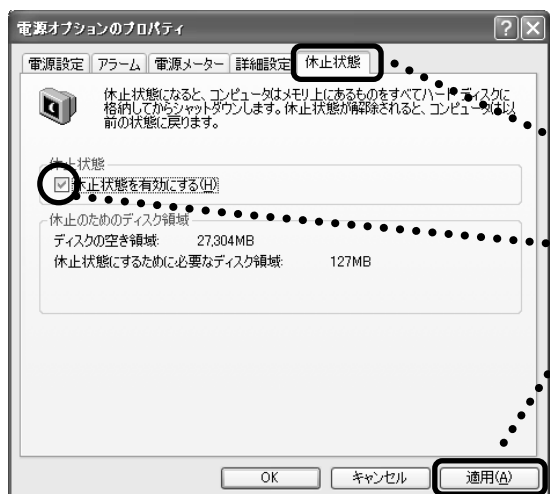 電源オプションのプロパティ
電源設定 アラーム 電源メーター 詳細設定 休止状態
休止状態になると、コンピュータはメモリ上にあるものをすべてハード ディスクに
格納してからシャットダウンします。休止状態が解除されると、コンピュータは以
前の状態に戻ります。
休止状態
休止状態を有効にする(H)
休止のためのディスク領域
ディスクの空き領域: 27,304MB
休止状態にするために必要なディスク領域: 127MB
OK キャンセル 適用(A)